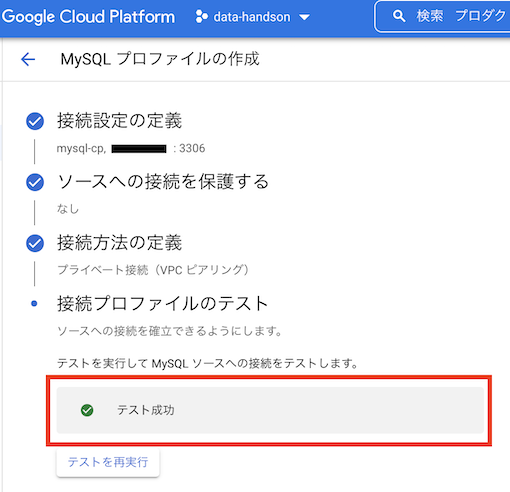 Google Cloud Platform data-handson 検索 プロダク
MySQL プロファイルの作成
接続設定の定義
mysql-cp, : 3306
ソースへの接続を保護する
なし
接続方法の定義
プライベート接続（VPC ピアリング）
接続プロファイルのテスト
ソースへの接続を確立できるようにします。
テストを実行して MySQL ソースへの接続をテストします。
テスト成功
テストを再実行